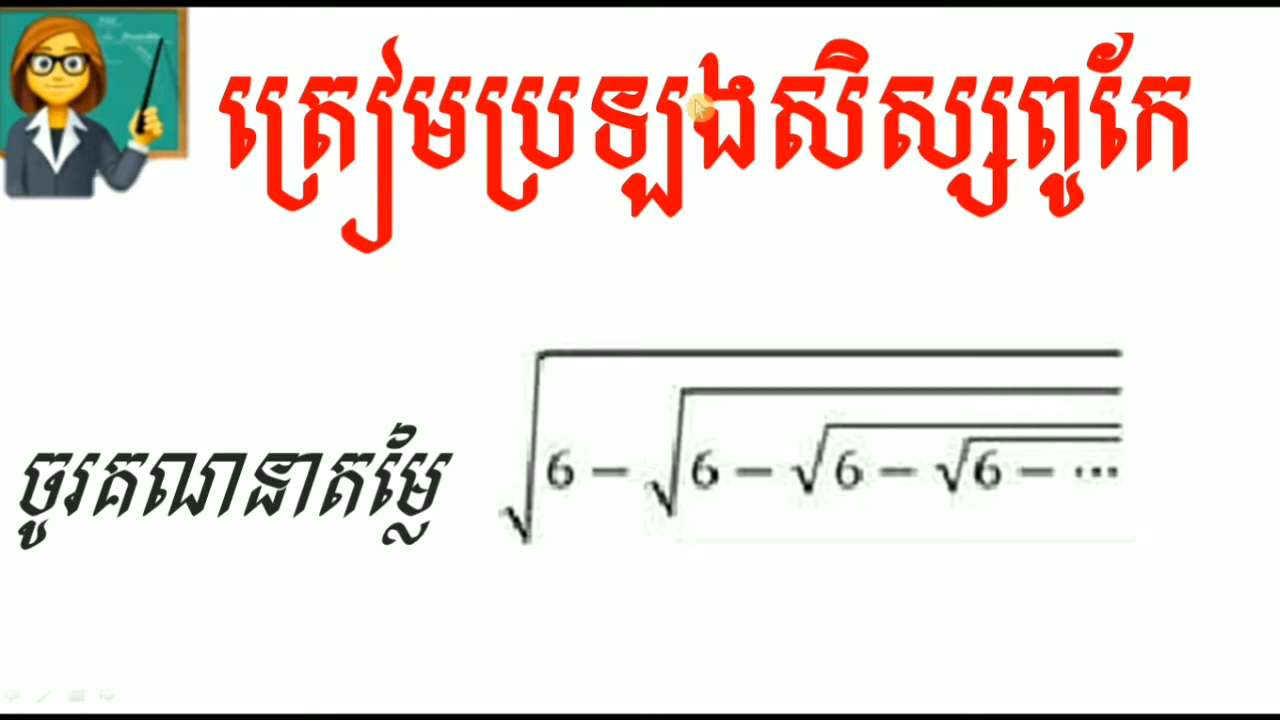 ត្រៀមប្រឡងសិស្សពូកែ
ចូរគណនាតម្លៃ √(6 − √(6 − √(6 − √(6 − ⋯